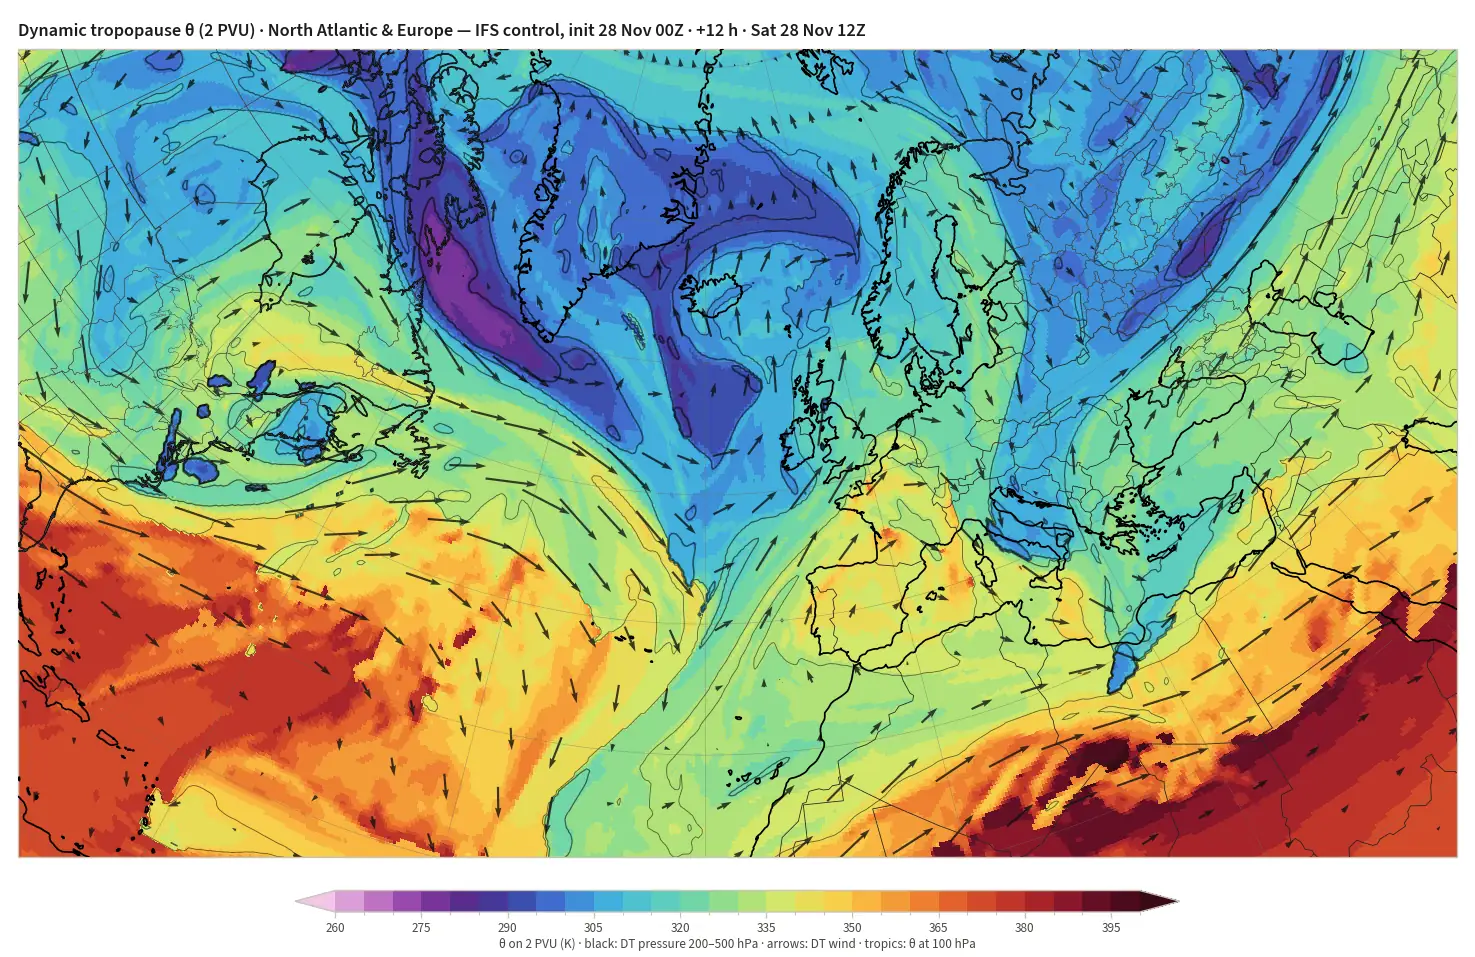 Dynamic tropopause θ (2 PVU) · North Atlantic & Europe — IFS control, init 28 Nov 00Z · +12 h · Sat 28 Nov 12Z
260 275 290 305 320 335 350 365 380 395
θ on 2 PVU (K) · black: DT pressure 200–500 hPa · arrows: DT wind · tropics: θ at 100 hPa